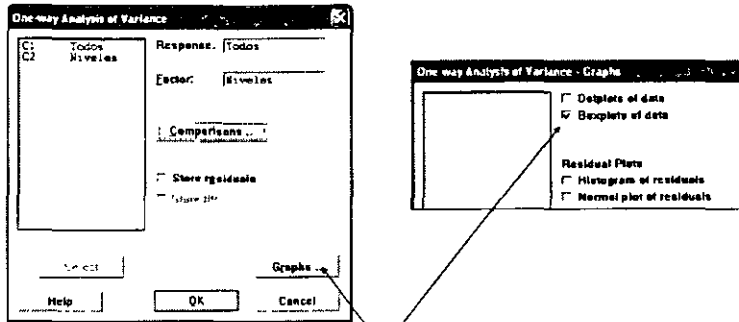 One-way Analysis of Variance
C1 Todos
C2 Niveles
Response: Todos
Factor: Niveles
Comparisons...
Store residuals
Select
Graphs...
Help
OK
Cancel
One-way Analysis of Variance - Graphs
Dotplots of data
Boxplots of data
Residual Plots
Histogram of residuals
Normal plot of residuals